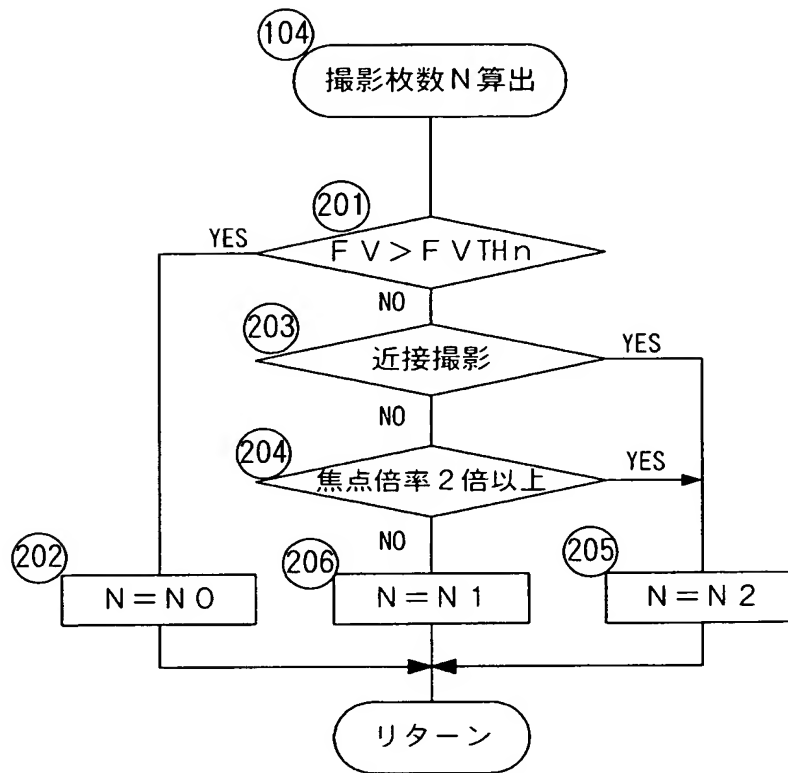 104
撮影枚数N算出
201
YES
FV>FVTHn
NO
203
近接撮影
YES
NO
204
焦点倍率2倍以上
YES
NO
202
N=N0
206
N=N1
205
N=N2
リターン